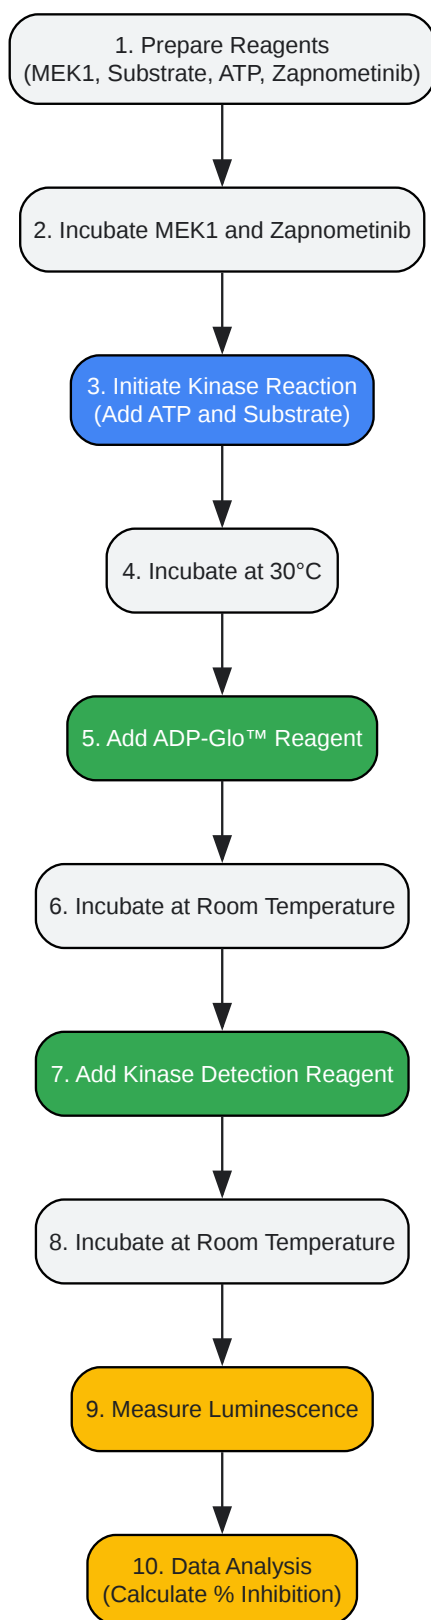 1. Prepare Reagents
(MEK1, Substrate, ATP, Zapnometinib)
2. Incubate MEK1 and Zapnometinib
3. Initiate Kinase Reaction
(Add ATP and Substrate)
4. Incubate at 30°C
5. Add ADP-Glo™ Reagent
6. Incubate at Room Temperature
7. Add Kinase Detection Reagent
8. Incubate at Room Temperature
9. Measure Luminescence
10. Data Analysis
(Calculate % Inhibition)